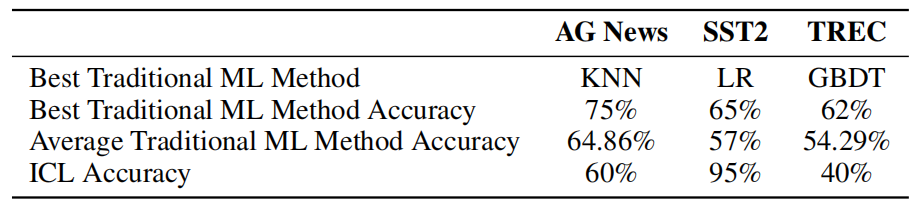 AG News SST2 TREC
Best Traditional ML Method KNN LR GBDT
Best Traditional ML Method Accuracy 75% 65% 62%
Average Traditional ML Method Accuracy 64.86% 57% 54.29%
ICL Accuracy 60% 95% 40%